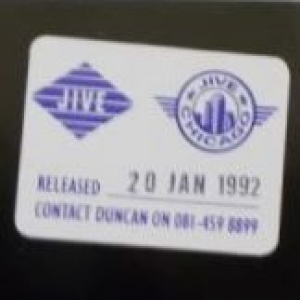 JIVE
JIVE
CHICAGO
RELEASED 20 JAN 1992
CONTACT DUNCAN ON 081-459 8899